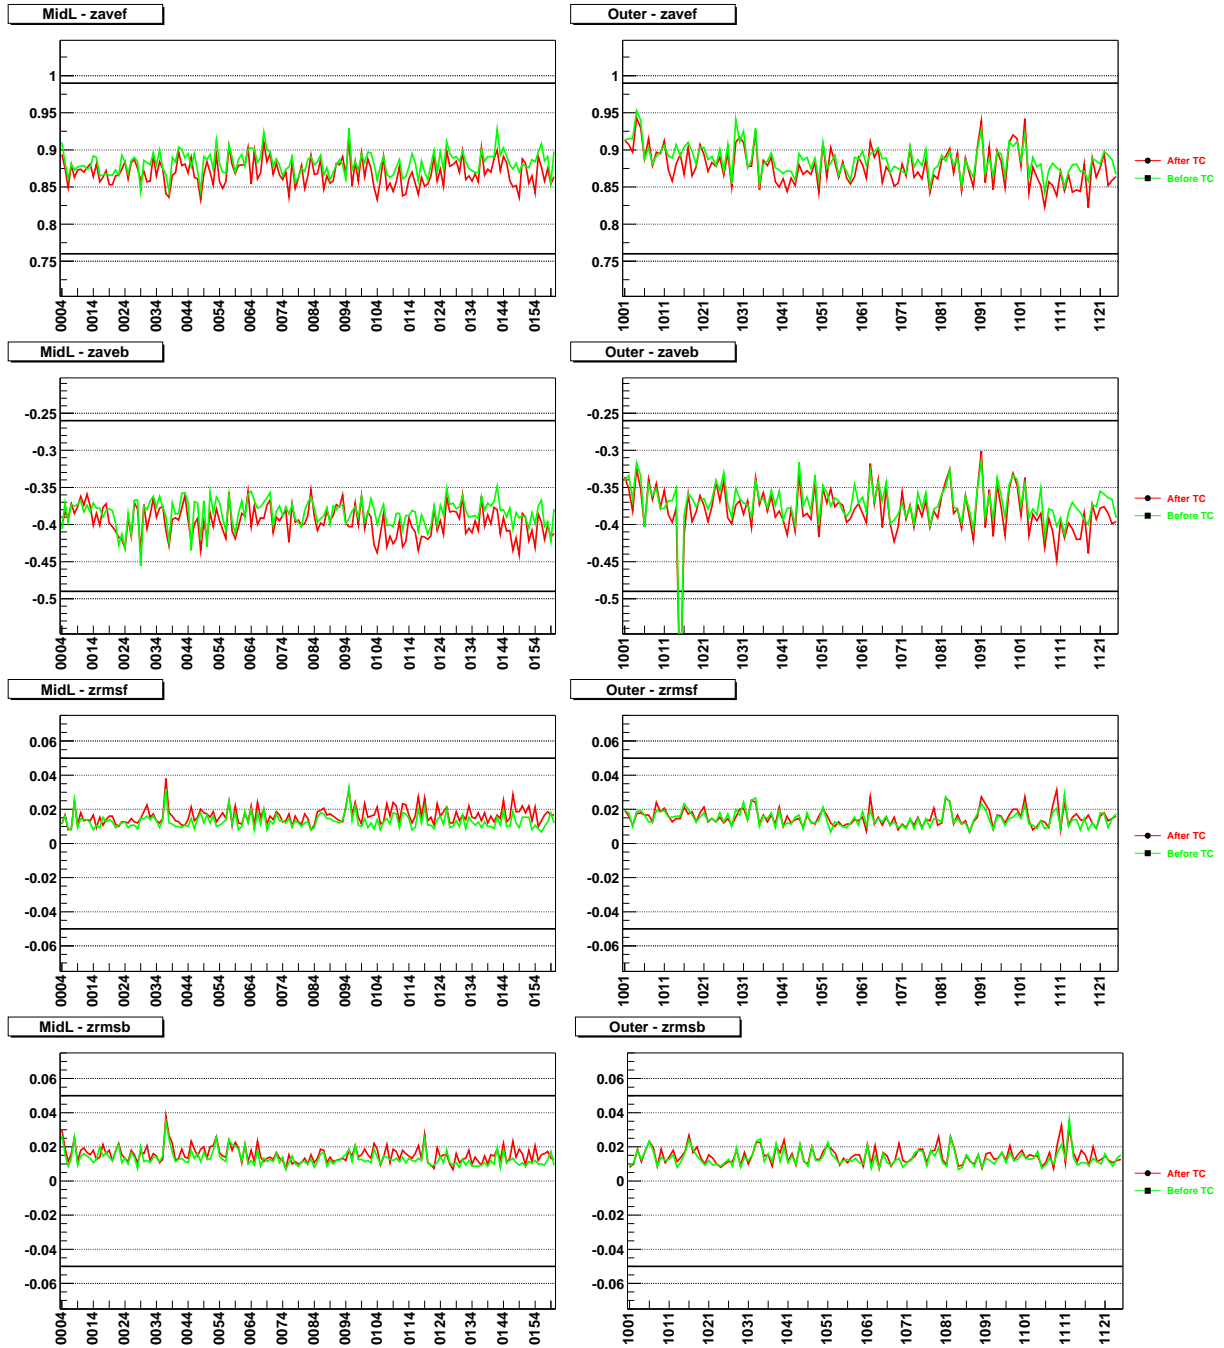 MidL - zavef
1
0.95
0.9
0.85
0.8
0.75
0004 0014 0024 0034 0044 0054 0064 0074 0084 0094 0104 0114 0124 0134 0144 0154
Outer - zavef
1
0.95
0.9
0.85
0.8
0.75
1001 1011 1021 1031 1041 1051 1061 1071 1081 1091 1101 1111 1121
After TC
Before TC
MidL - zaveb
-0.25
-0.3
-0.35
-0.4
-0.45
-0.5
0004 0014 0024 0034 0044 0054 0064 0074 0084 0094 0104 0114 0124 0134 0144 0154
Outer - zaveb
-0.25
-0.3
-0.35
-0.4
-0.45
-0.5
1001 1011 1021 1031 1041 1051 1061 1071 1081 1091 1101 1111 1121
After TC
Before TC
MidL - zrmsf
0.06
0.04
0.02
0
-0.02
-0.04
-0.06
0004 0014 0024 0034 0044 0054 0064 0074 0084 0094 0104 0114 0124 0134 0144 0154
Outer - zrmsf
0.06
0.04
0.02
0
-0.02
-0.04
-0.06
1001 1011 1021 1031 1041 1051 1061 1071 1081 1091 1101 1111 1121
After TC
Before TC
MidL - zrmsb
0.06
0.04
0.02
0
-0.02
-0.04
-0.06
0004 0014 0024 0034 0044 0054 0064 0074 0084 0094 0104 0114 0124 0134 0144 0154
Outer - zrmsb
0.06
0.04
0.02
0
-0.02
-0.04
-0.06
1001 1011 1021 1031 1041 1051 1061 1071 1081 1091 1101 1111 1121
After TC
Before TC